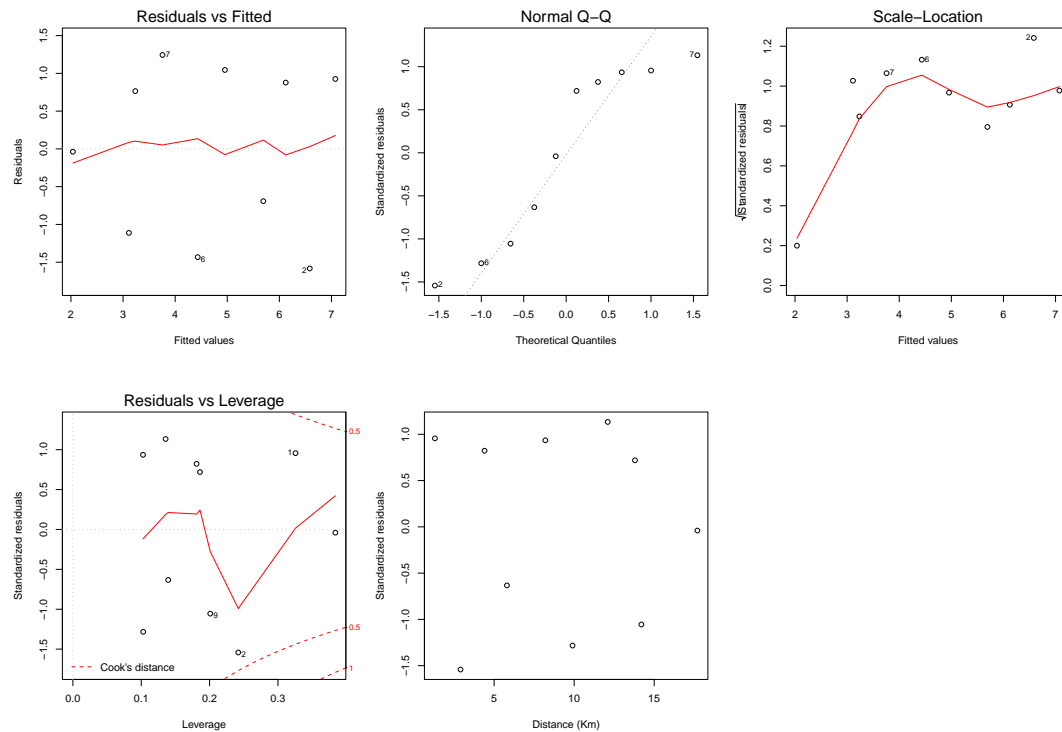 Residuals vs Fitted
Residuals
1.5
1.0
0.5
0.0
−0.5
−1.0
−1.5
7
6
2
2 3 4 5 6 7
Fitted values
Normal Q−Q
Standardized residuals
1.0
0.5
0.0
−0.5
−1.0
−1.5
7
6
2
−1.5 −1.0 −0.5 0.0 0.5 1.0 1.5
Theoretical Quantiles
Scale−Location
√|Standardized residuals|
1.2
1.0
0.8
0.6
0.4
0.2
0.0
2
6
7
2 3 4 5 6 7
Fitted values
Residuals vs Leverage
Standardized residuals
1.0
0.5
0.0
−0.5
−1.0
−1.5
0.5
1
9
2
0.5
1
Cook's distance
0.0 0.1 0.2 0.3
Leverage
Standardized residuals
1.0
0.5
0.0
−0.5
−1.0
−1.5
5 10 15
Distance (Km)